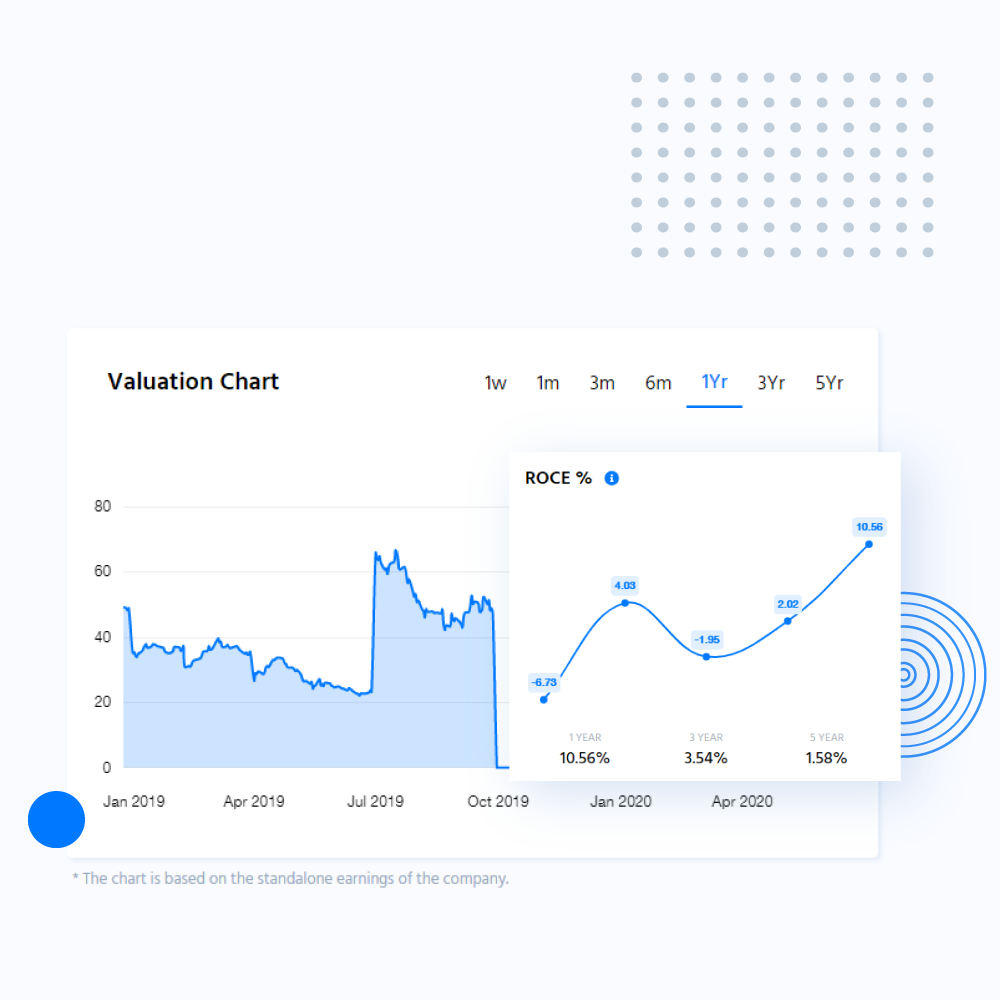 Valuation Chart
1w 1m 3m 6m 1Yr 3Yr 5Yr
ROCE % i
80
60
40
20
0
10.56
4.03
2.02
-1.95
-6.73
1 YEAR 3 YEAR 5 YEAR
10.56% 3.54% 1.58%
Jan 2019 Apr 2019 Jul 2019 Oct 2019 Jan 2020 Apr 2020
* The chart is based on the standalone earnings of the company.